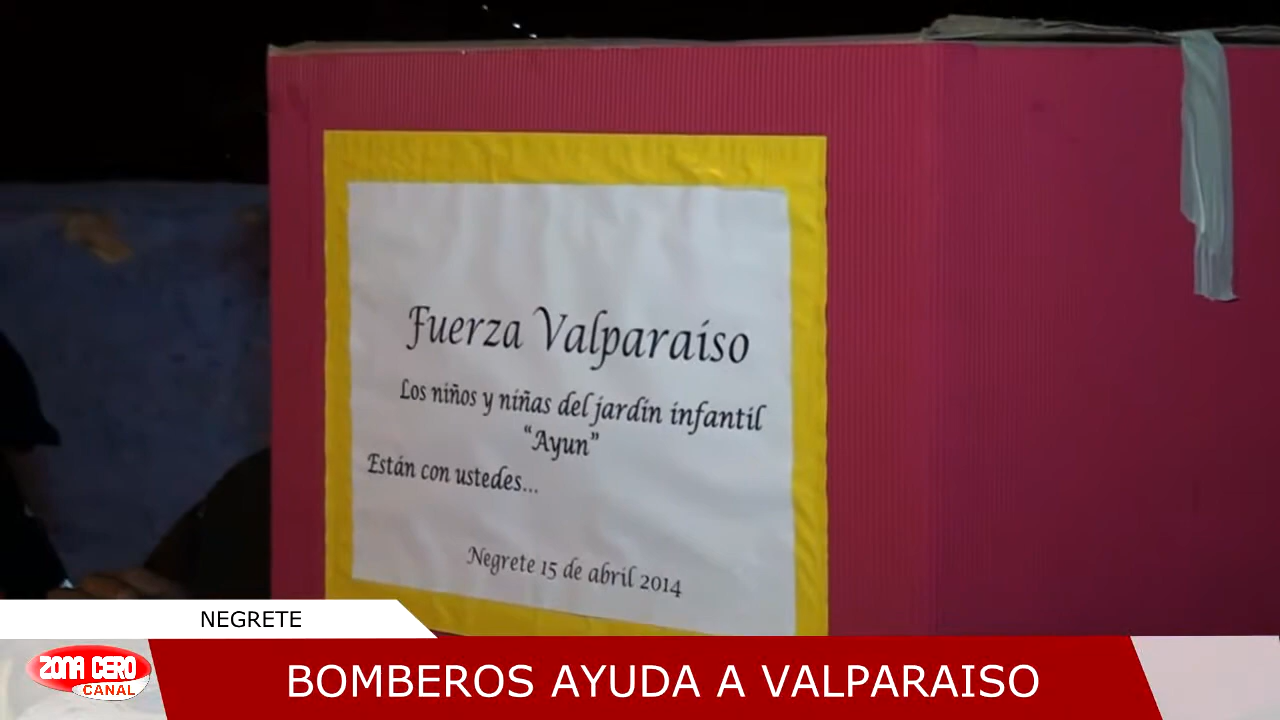 Fuerza Valparaíso
Los niños y niñas del jardín infantil
“Ayun”
Están con ustedes...
Negrete 15 de abril 2014
NEGRETE
ZONA CERO
CANAL
BOMBEROS AYUDA A VALPARAISO